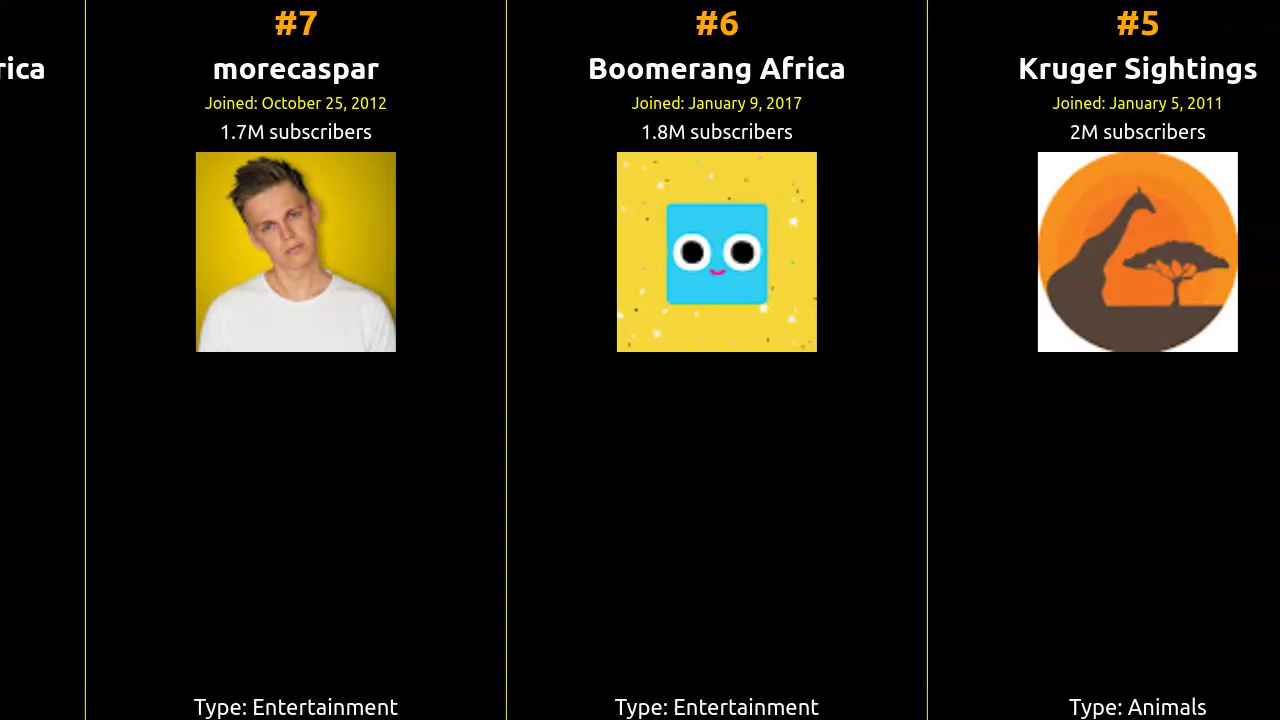 rica
#7
morecaspar
Joined: October 25, 2012
1.7M subscribers
Type: Entertainment
#6
Boomerang Africa
Joined: January 9, 2017
1.8M subscribers
Type: Entertainment
#5
Kruger Sightings
Joined: January 5, 2011
2M subscribers
Type: Animals